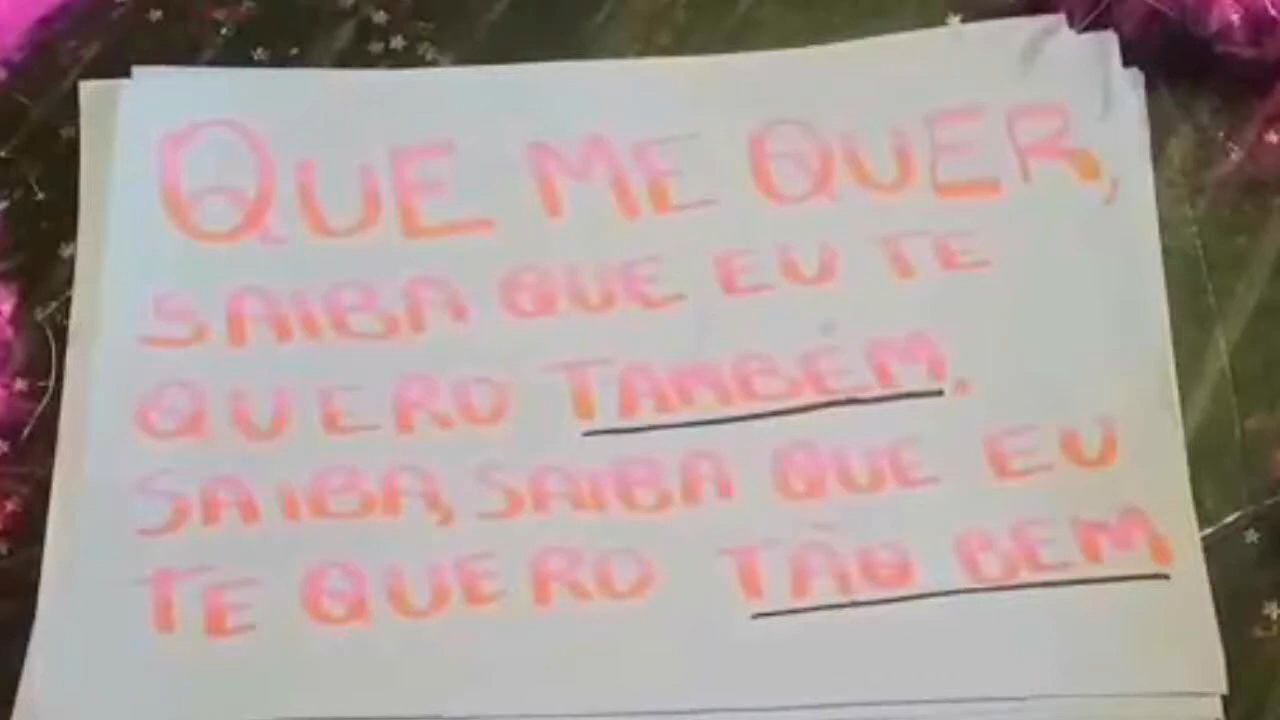 QUE ME QUER,
SAIBA QUE EU TE
QUERO TAMBÉM.
SAIBA, SAIBA QUE EU
TE QUERO TÃO BEM